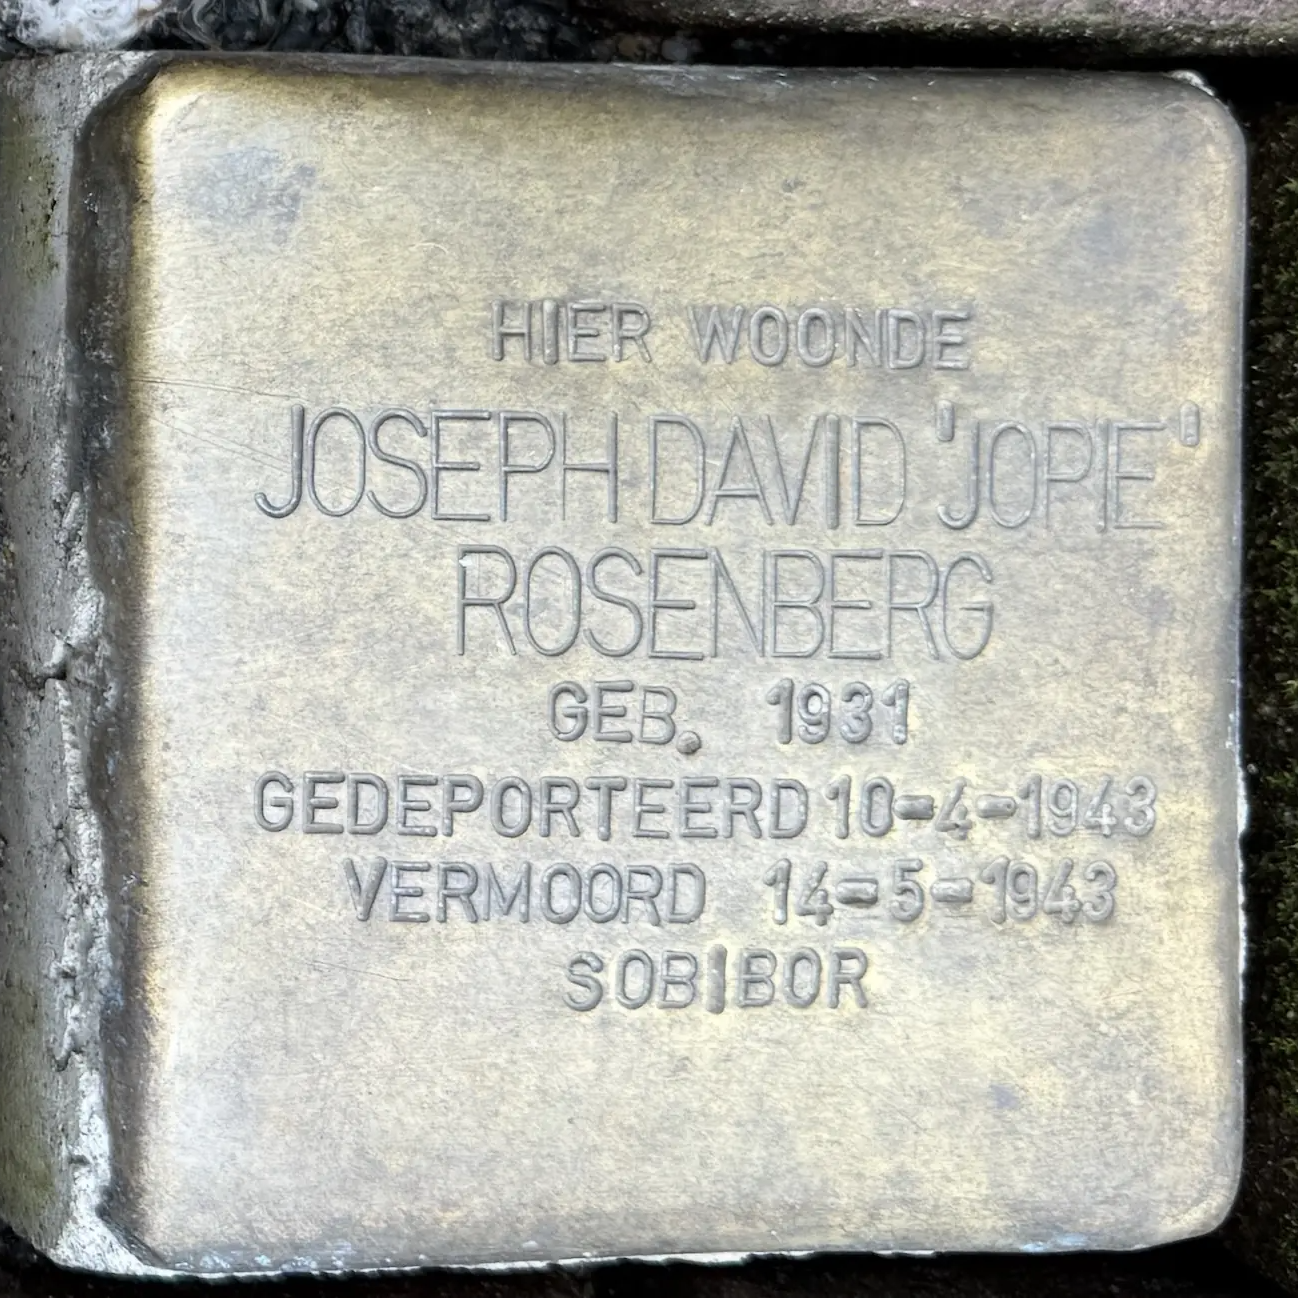 HIER WOONDE
JOSEPH DAVID 'JOPIE'
ROSENBERG
GEB. 1931
GEDEPORTEERD 10-4-1943
VERMOORD 14-5-1943
SOBIBOR